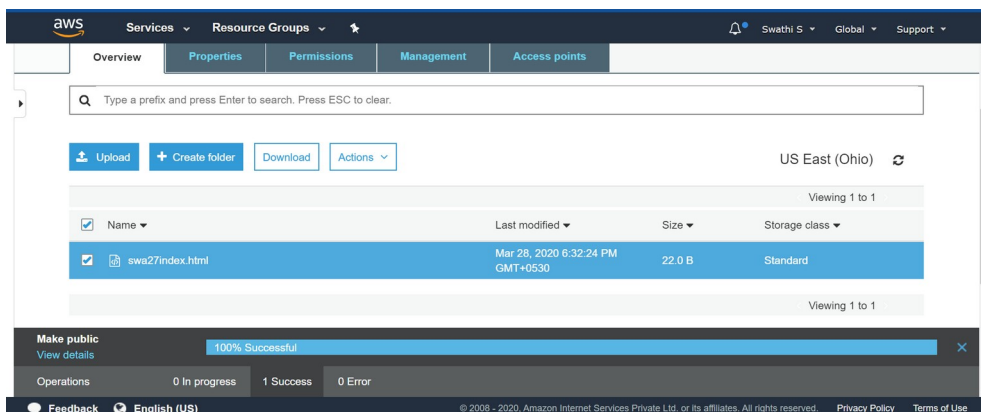 aws Services Resource Groups Swathi S Global Support
Overview Properties Permissions Management Access points
Type a prefix and press Enter to search. Press ESC to clear.
Upload + Create folder Download Actions US East (Ohio)
Viewing 1 to 1
Name Last modified Size Storage class
swa27index.html Mar 28, 2020 6:32:24 PM GMT+0530 22.0 B Standard
Viewing 1 to 1
Make public
View details
100% Successful
Operations 0 In progress 1 Success 0 Error
Feedback English (US) © 2008 - 2020, Amazon Internet Services Private Ltd. or its affiliates. All rights reserved. Privacy Policy Terms of Use